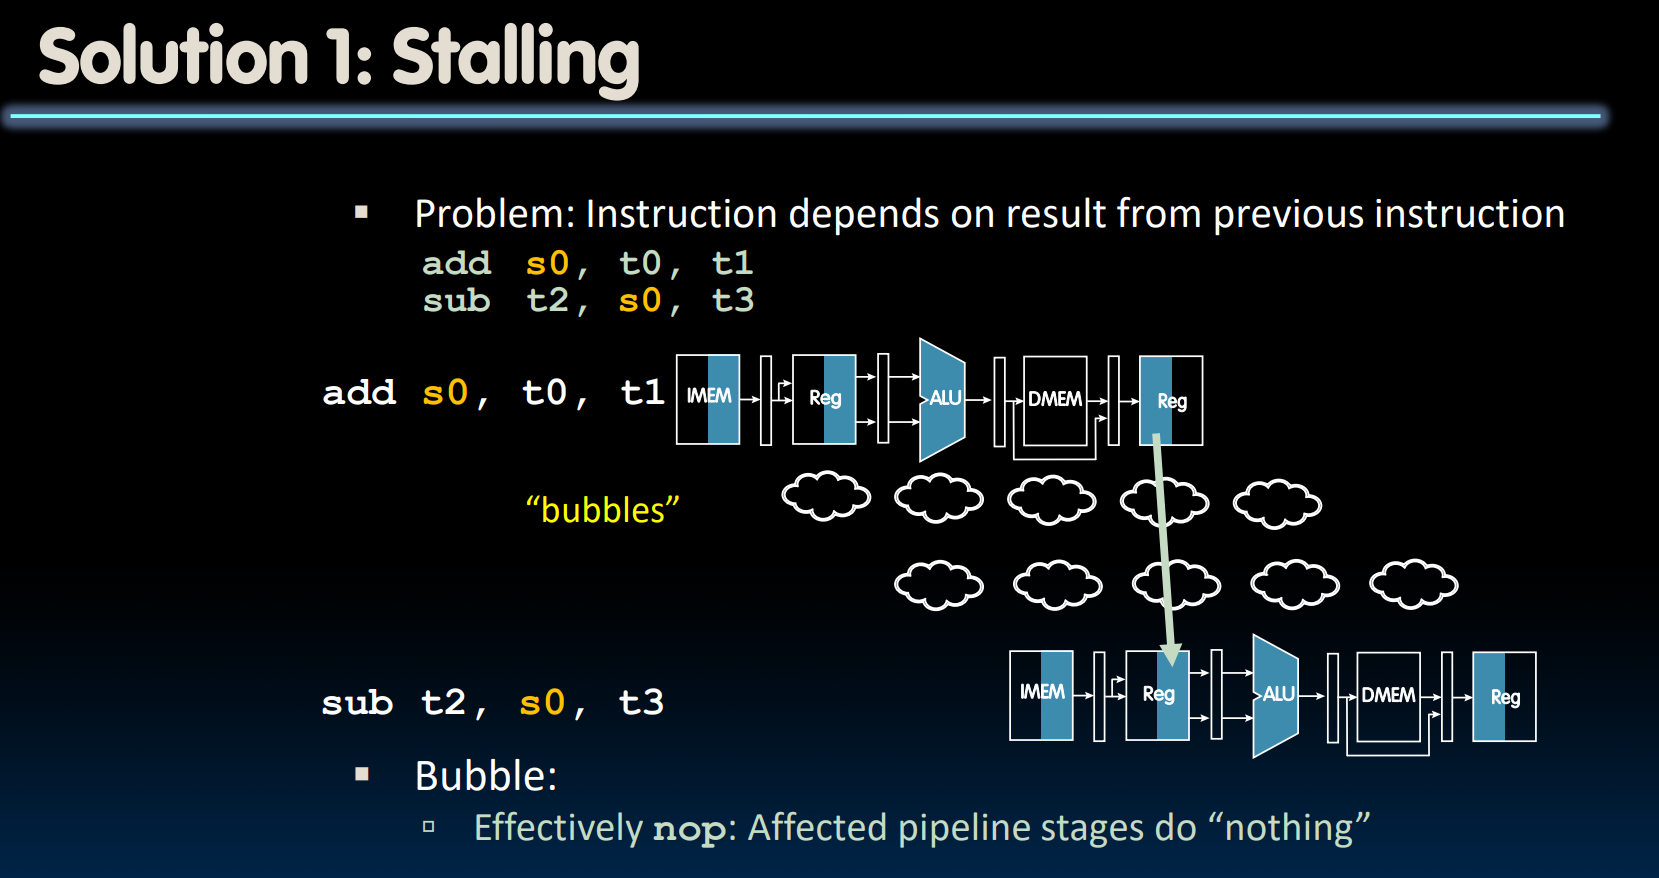 Solution 1: Stalling
▪ Problem: Instruction depends on result from previous instruction
add s0, t0, t1
sub t2, s0, t3
add s0, t0, t1 IMEM Reg ALU DMEM Reg
“bubbles”
sub t2, s0, t3 IMEM Reg ALU DMEM Reg
▪ Bubble:
▫ Effectively nop: Affected pipeline stages do “nothing”